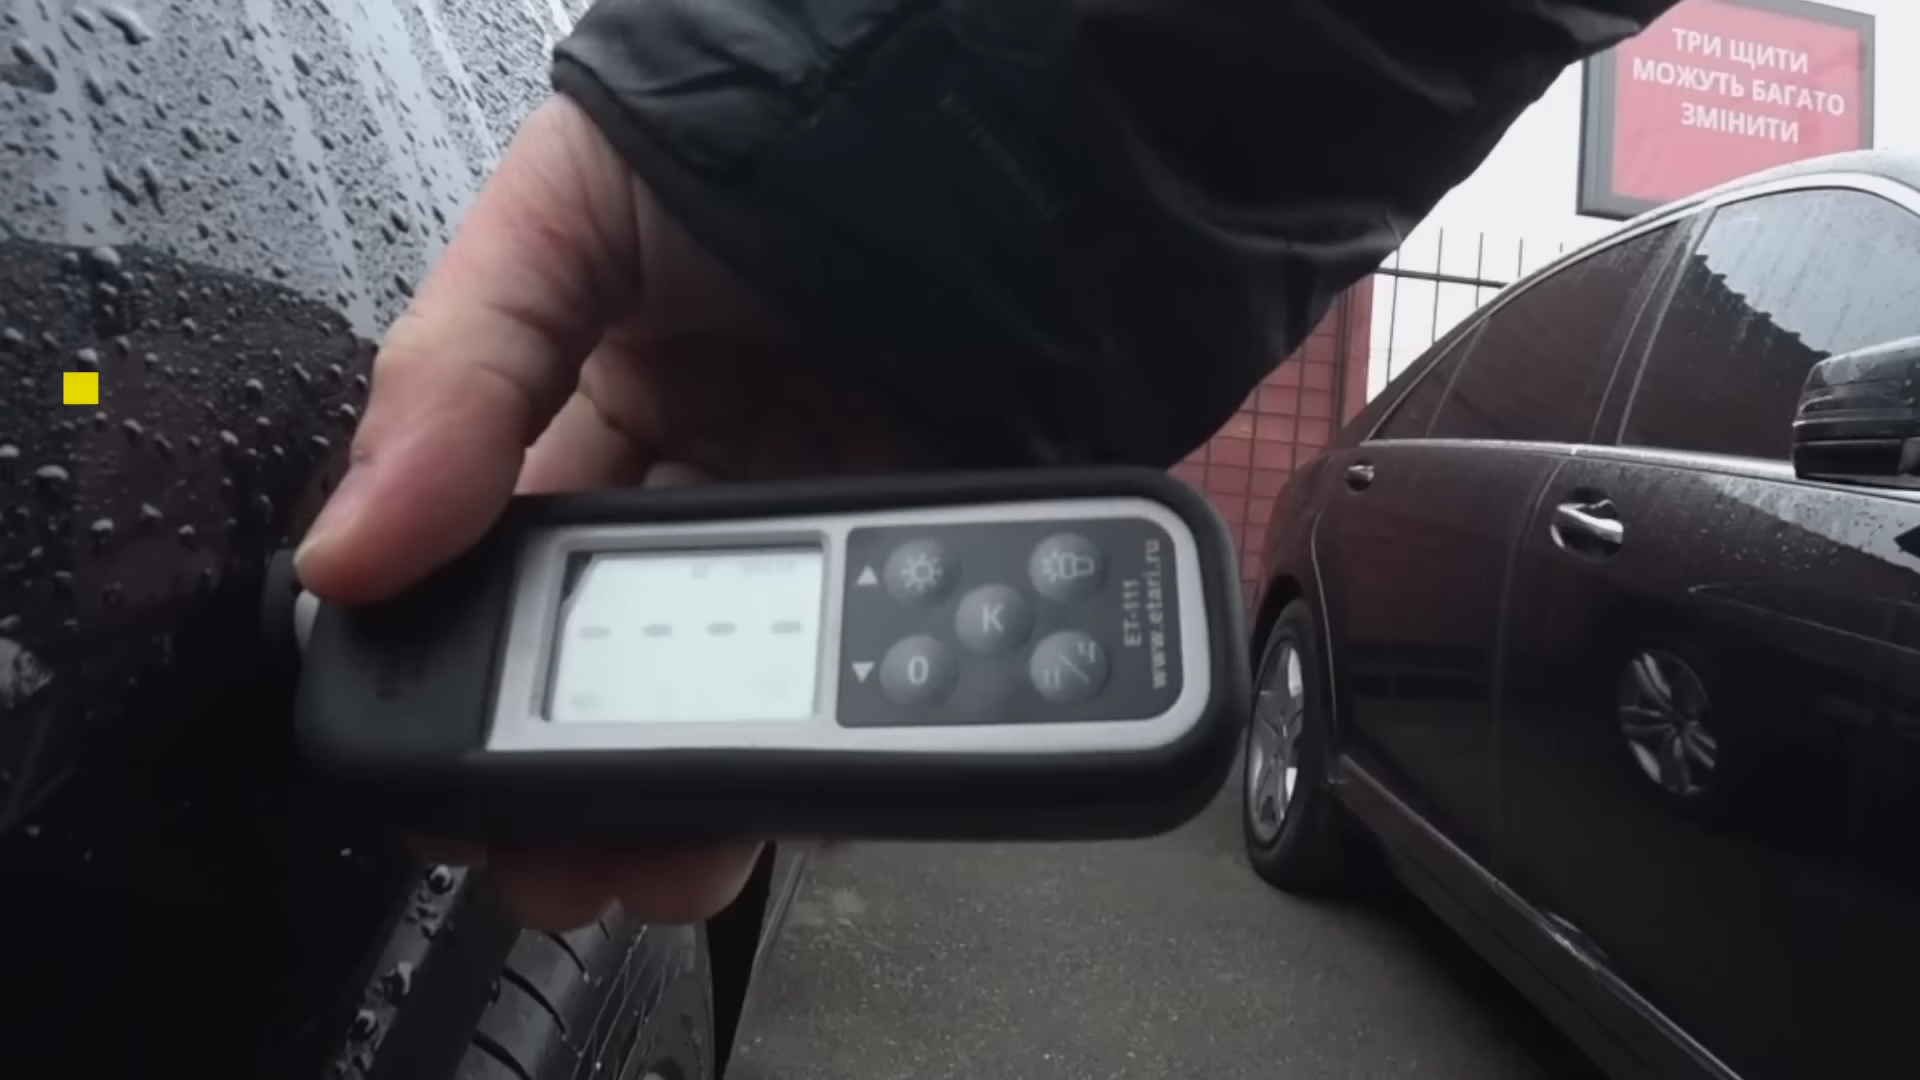 ТРИ ЩИТИ
МОЖУТЬ БАГАТО
ЗМІНИТИ
K
0
ET-111
www.etari.ru